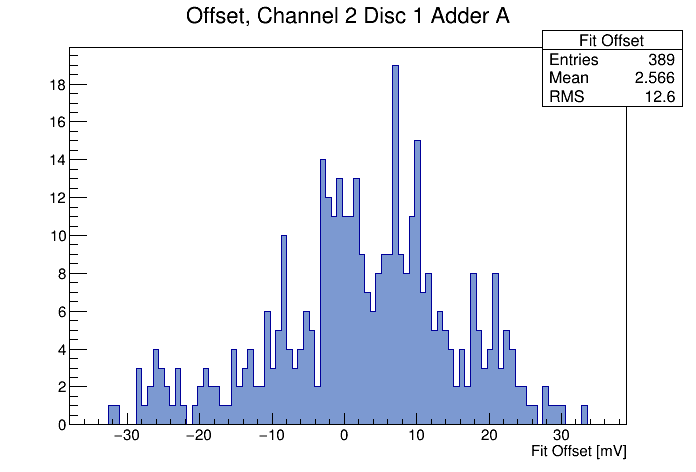 Offset, Channel 2 Disc 1 Adder A
Fit Offset
Entries 389
Mean 2.566
RMS 12.6
18
16
14
12
10
8
6
4
2
0
−30 −20 −10 0 10 20 30
Fit Offset [mV]